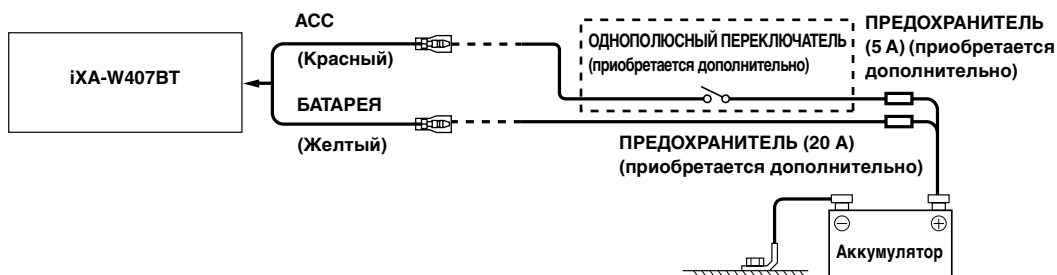 ACC
(Красный)
iXA-W407BT
БАТАРЕЯ
(Желтый)
ОДНОПОЛЮСНЫЙ ПЕРЕКЛЮЧАТЕЛЬ
(приобретается дополнительно)
ПРЕДОХРАНИТЕЛЬ
(5 A) (приобретается
дополнительно)
ПРЕДОХРАНИТЕЛЬ (20 A)
(приобретается дополнительно)
Аккумулятор